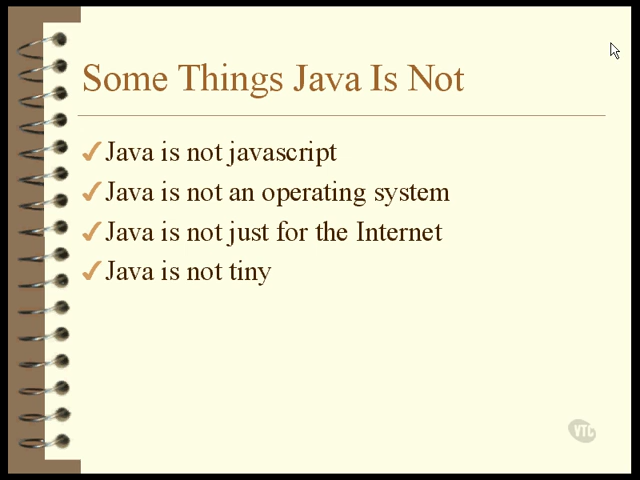 Some Things Java Is Not
Java is not javascript
Java is not an operating system
Java is not just for the Internet
Java is not tiny
VTC